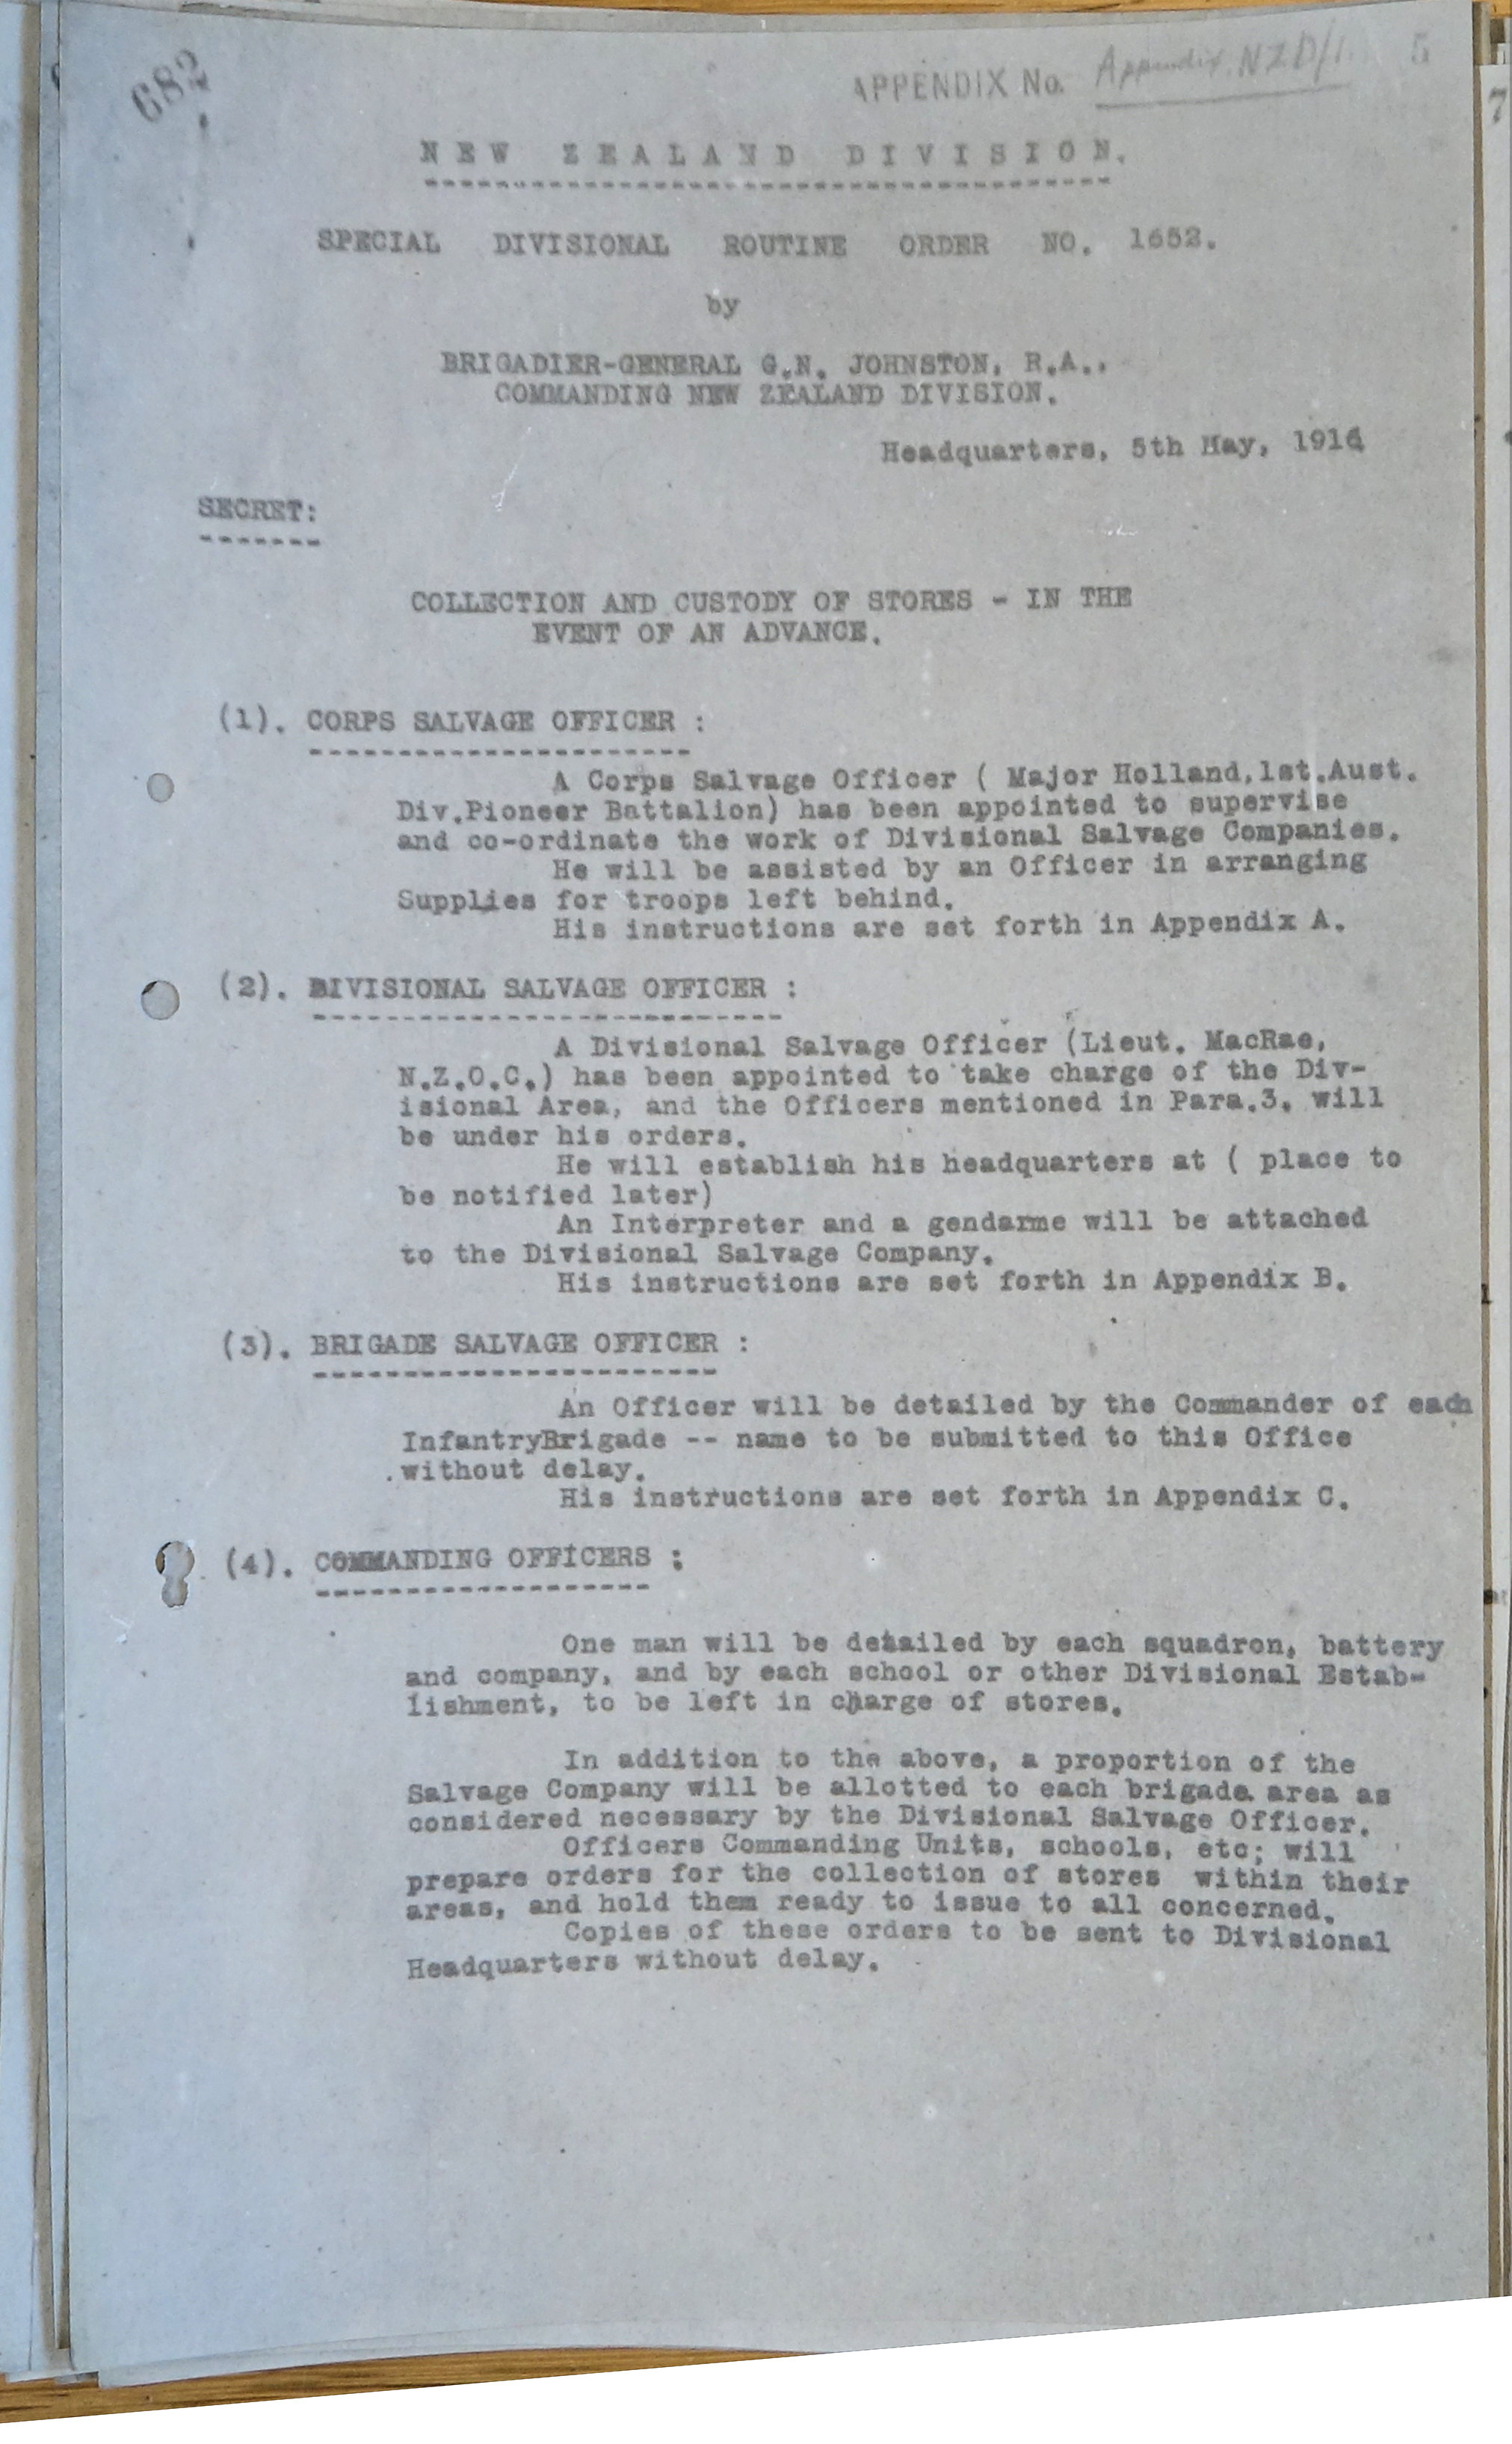 682
APPENDIX No. Appendix. NZD/1. 5
7
NEW ZEALAND DIVISION.
SPECIAL DIVISIONAL ROUTINE ORDER NO. 1652.
by
BRIGADIER-GENERAL G.N. JOHNSTON, R.A.,
COMMANDING NEW ZEALAND DIVISION.
Headquarters, 5th May, 1916
SECRET:
COLLECTION AND CUSTODY OF STORES - IN THE
EVENT OF AN ADVANCE.
(1). CORPS SALVAGE OFFICER :
A Corps Salvage Officer ( Major Holland,1st.Aust.
Div.Pioneer Battalion) has been appointed to supervise
and co-ordinate the work of Divisional Salvage Companies.
He will be assisted by an Officer in arranging
Supplies for troops left behind.
His instructions are set forth in Appendix A.
(2). DIVISIONAL SALVAGE OFFICER :
A Divisional Salvage Officer (Lieut. MacRae,
N.Z.O.C.) has been appointed to take charge of the Div-
isional Area, and the Officers mentioned in Para.3. will
be under his orders.
He will establish his headquarters at ( place to
be notified later)
An Interpreter and a gendarme will be attached
to the Divisional Salvage Company.
His instructions are set forth in Appendix B.
(3). BRIGADE SALVAGE OFFICER :
An Officer will be detailed by the Commander of each
InfantryBrigade -- name to be submitted to this Office
.without delay.
His instructions are set forth in Appendix C.
(4). COMMANDING OFFICERS :
One man will be detailed by each squadron, battery
and company, and by each school or other Divisional Estab-
lishment, to be left in charge of stores.
In addition to the above, a proportion of the
Salvage Company will be allotted to each brigade area as
considered necessary by the Divisional Salvage Officer.
Officers Commanding Units, schools, etc; will
prepare orders for the collection of stores within their
areas, and hold them ready to issue to all concerned.
Copies of these orders to be sent to Divisional
Headquarters without delay.